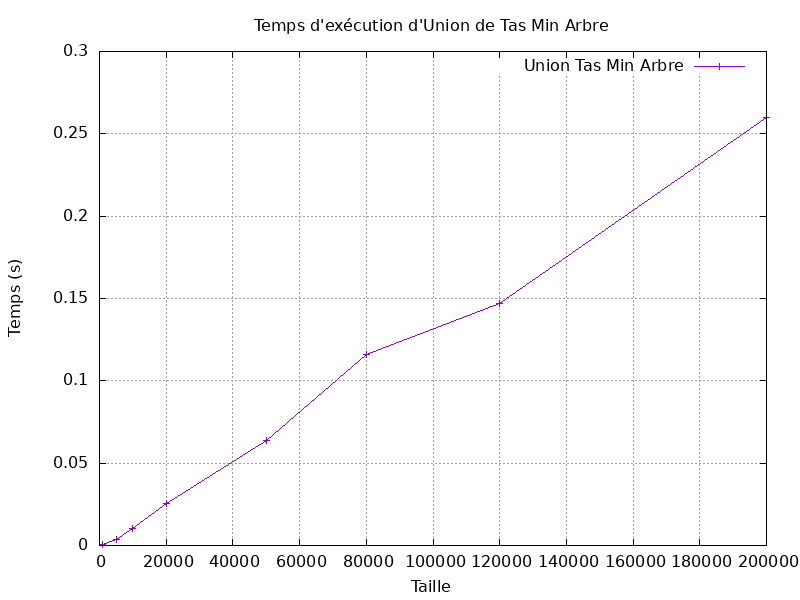 Temps d'exécution d'Union de Tas Min Arbre
Union Tas Min Arbre
0.3
0.25
0.2
0.15
0.1
0.05
0
Temps (s)
0 20000 40000 60000 80000 100000 120000 140000 160000 180000 200000
Taille